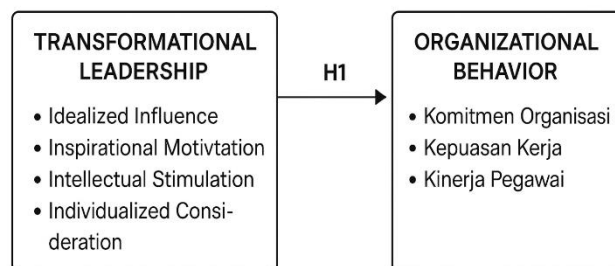 TRANSFORMATIONAL
LEADERSHIP
• Idealized Influence
• Inspirational Motivtation
• Intellectual Stimulation
• Individualized Consi-
deration
H1
ORGANIZATIONAL
BEHAVIOR
• Komitmen Organisasi
• Kepuasan Kerja
• Kinerja Pegawai